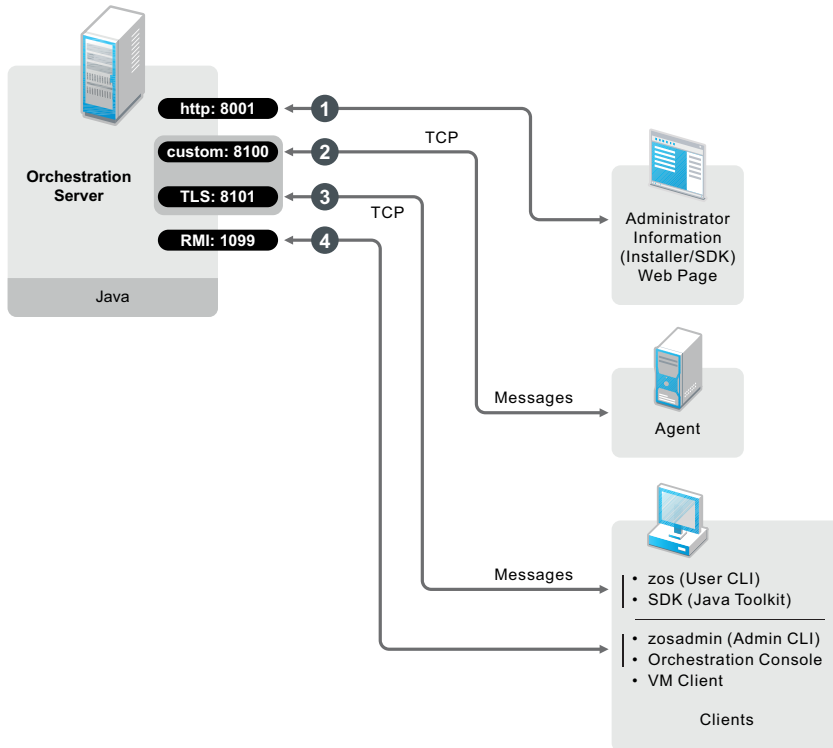 http: 8001
1
custom: 8100
2
TCP
Orchestration
Server
TLS: 8101
3
TCP
RMI: 1099
4
Java
Administrator
Information
(Installer/SDK)
Web Page
Messages
Agent
Messages
• zos (User CLI)
• SDK (Java Toolkit)
• zosadmin (Admin CLI)
• Orchestration Console
• VM Client
Clients